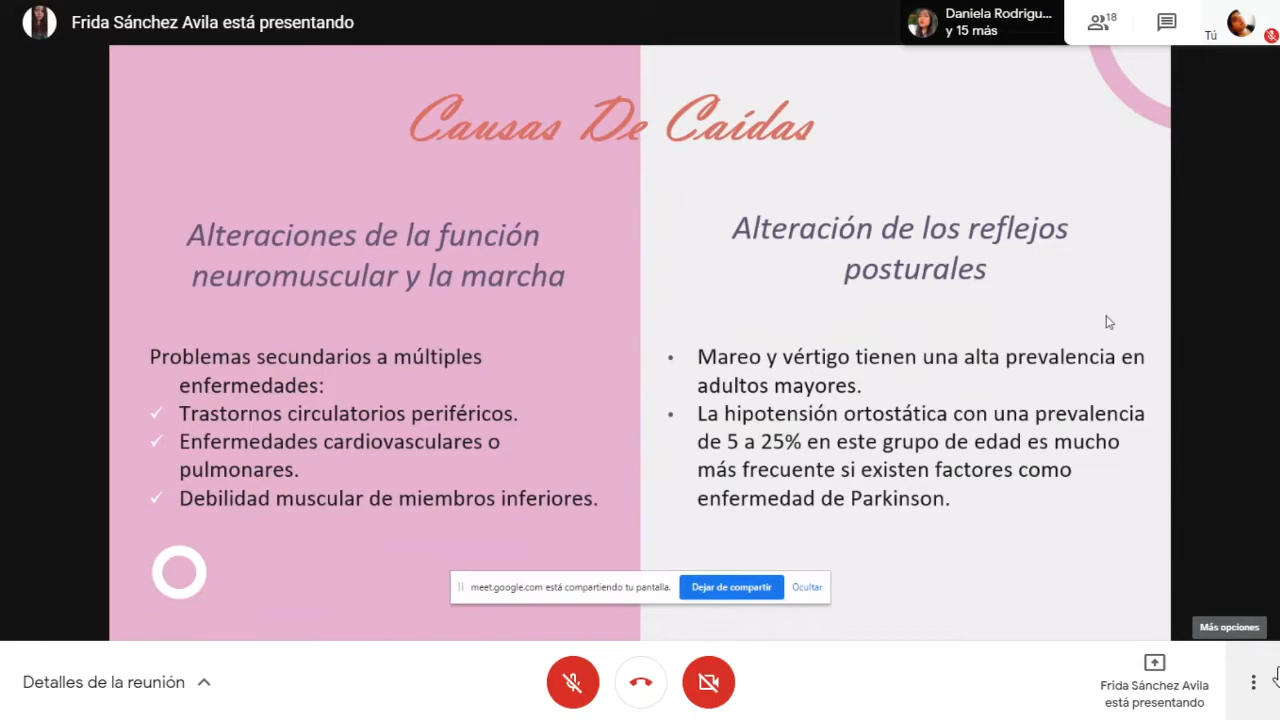 Frida Sánchez Avila está presentando
Daniela Rodrigu...
y 15 más
18
Tú
Causas De Caídas
Alteraciones de la función
neuromuscular y la marcha
Problemas secundarios a múltiples
enfermedades:
Trastornos circulatorios periféricos.
Enfermedades cardiovasculares o
pulmonares.
Debilidad muscular de miembros inferiores.
Alteración de los reflejos
posturales
Mareo y vértigo tienen una alta prevalencia en
adultos mayores.
La hipotensión ortostática con una prevalencia
de 5 a 25% en este grupo de edad es mucho
más frecuente si existen factores como
enfermedad de Parkinson.
meet.google.com está compartiendo tu pantalla.
Dejar de compartir
Ocultar
Más opciones
Detalles de la reunión
Frida Sánchez Avila
está presentando